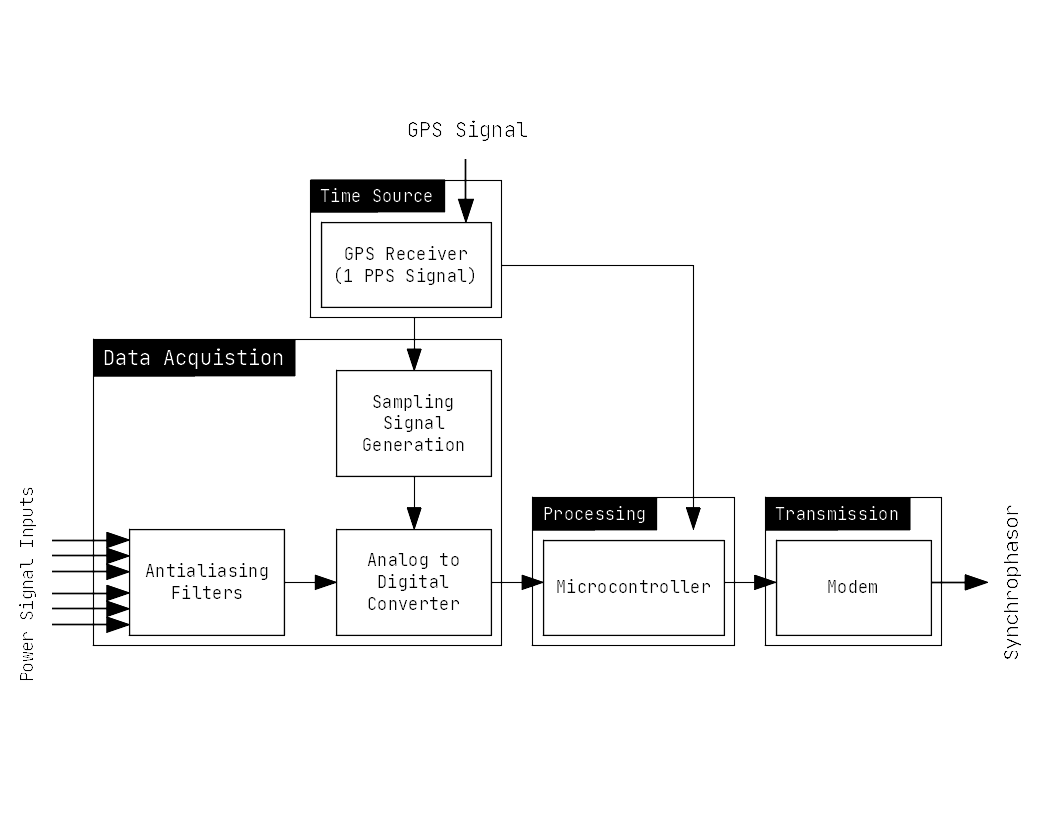 GPS Signal
Time Source
GPS Receiver
(1 PPS Signal)
Data Acquistion
Sampling
Signal
Generation
Power Signal Inputs
Antialiasing
Filters
Analog to
Digital
Converter
Processing
Microcontroller
Transmission
Modem
Synchrophasor